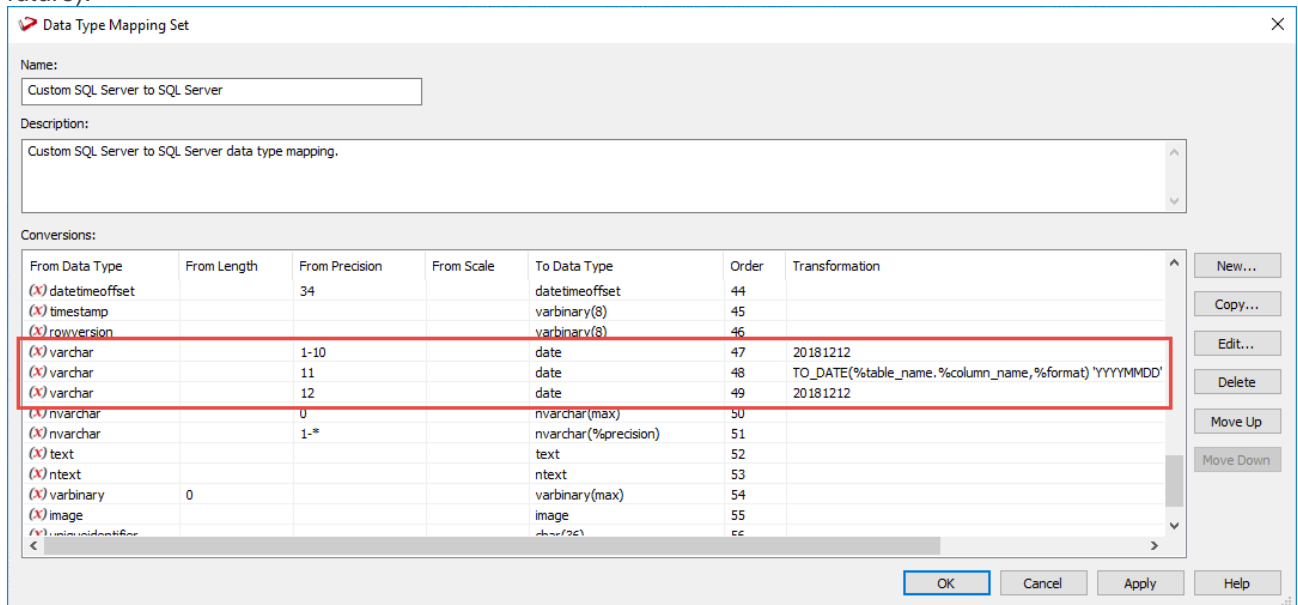 future).
Data Type Mapping Set
Name:
Custom SQL Server to SQL Server
Description:
Custom SQL Server to SQL Server data type mapping.
Conversions:
From Data Type From Length From Precision From Scale To Data Type Order Transformation
(x) datetimeoffset 34 datetimeoffset 44
(x) timestamp varbinary(8) 45
(x) rowversion varbinary(8) 46
(x) varchar 1-10 date 47 20181212
(x) varchar 11 date 48 TO_DATE(%table_name.%column_name,%format) 'YYYYMMDD'
(x) varchar 12 date 49 20181212
(x) nvarchar 0 nvarchar(max) 50
(x) nvarchar 1-* nvarchar(%precision) 51
(x) text text 52
(x) ntext ntext 53
(x) varbinary 0 varbinary(max) 54
(x) image image 55
(x) uniqueidentifier char(36) 56
New...
Copy...
Edit...
Delete
Move Up
Move Down
OK Cancel Apply Help